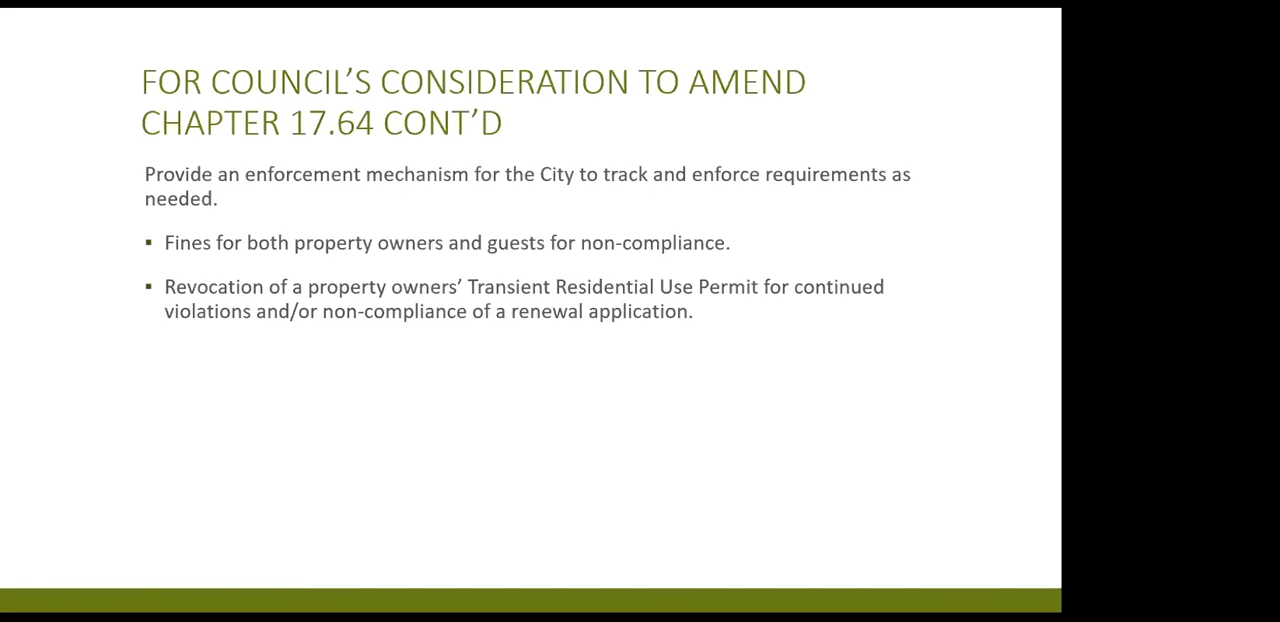 FOR COUNCIL’S CONSIDERATION TO AMEND
CHAPTER 17.64 CONT’D
Provide an enforcement mechanism for the City to track and enforce requirements as
needed.
▪ Fines for both property owners and guests for non-compliance.
▪ Revocation of a property owners’ Transient Residential Use Permit for continued
violations and/or non-compliance of a renewal application.